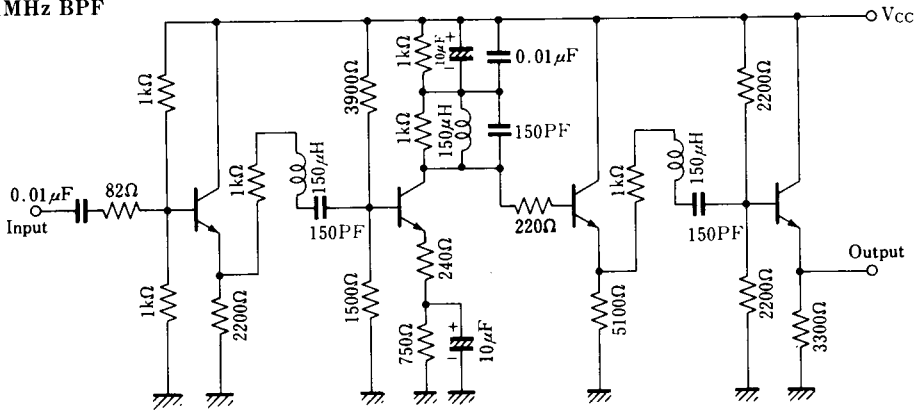 MHz BPF
VCC
1kΩ
3900Ω
1kΩ
10μF
+
−
0.01μF
2200Ω
1kΩ
150μH
150PF
1kΩ
150μH
1kΩ
150μH
0.01μF
82Ω
Input
150PF
220Ω
150PF
240Ω
Output
1kΩ
2200Ω
1500Ω
750Ω
+
−
10μF
5100Ω
2200Ω
3300Ω